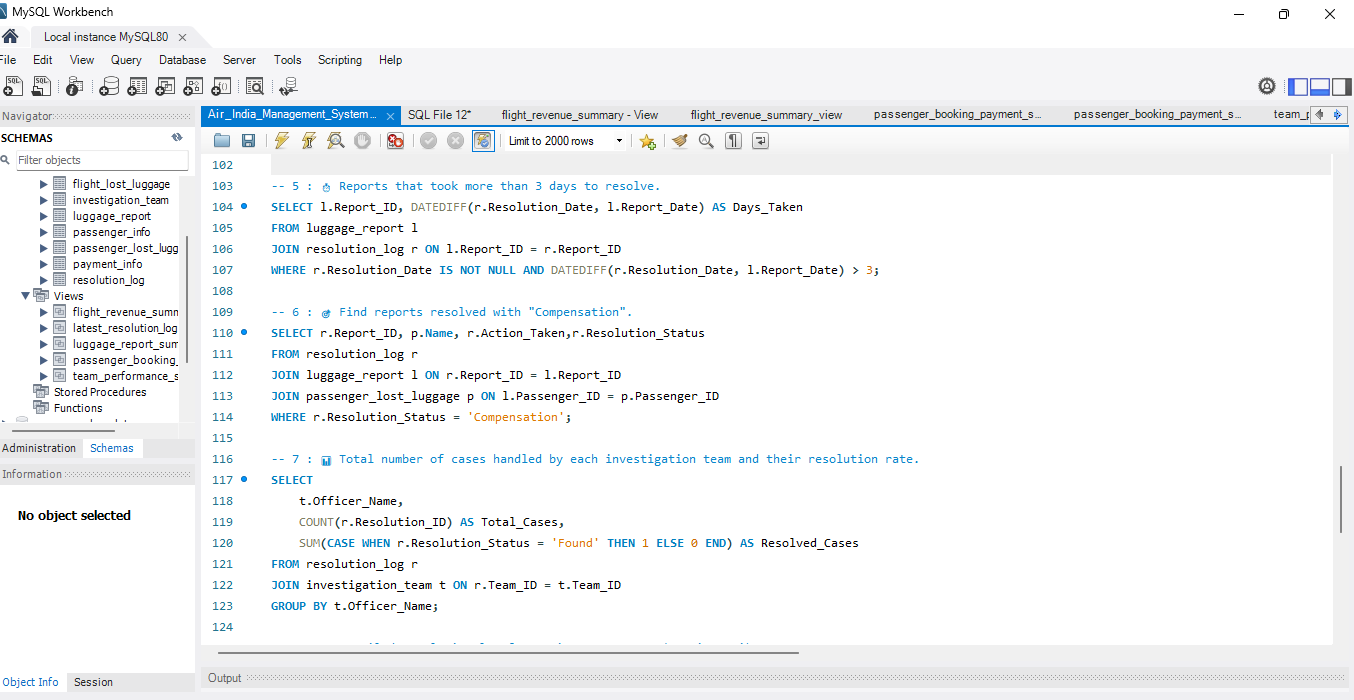 MySQL Workbench
Local instance MySQL80
File Edit View Query Database Server Tools Scripting Help
Navigator
SCHEMAS
Filter objects
flight_lost_luggage
investigation_team
luggage_report
passenger_info
passenger_lost_lugg
payment_info
resolution_log
Views
flight_revenue_sumn
latest_resolution_log
luggage_report_sum
passenger_booking_
team_performance_s
Stored Procedures
Functions
Administration Schemas
Information
No object selected
Object Info Session
Air_India_Management_System... SQL File 12* flight_revenue_summary - View flight_revenue_summary_view passenger_booking_payment_s... passenger_booking_payment_s... team_p
Limit to 2000 rows
102
103 -- 5 : Reports that took more than 3 days to resolve.
104 SELECT l.Report_ID, DATEDIFF(r.Resolution_Date, l.Report_Date) AS Days_Taken
105 FROM luggage_report l
106 JOIN resolution_log r ON l.Report_ID = r.Report_ID
107 WHERE r.Resolution_Date IS NOT NULL AND DATEDIFF(r.Resolution_Date, l.Report_Date) > 3;
108
109 -- 6 : Find reports resolved with "Compensation".
110 SELECT r.Report_ID, p.Name, r.Action_Taken,r.Resolution_Status
111 FROM resolution_log r
112 JOIN luggage_report l ON r.Report_ID = l.Report_ID
113 JOIN passenger_lost_luggage p ON l.Passenger_ID = p.Passenger_ID
114 WHERE r.Resolution_Status = 'Compensation';
115
116 -- 7 : Total number of cases handled by each investigation team and their resolution rate.
117 SELECT
118 t.Officer_Name,
119 COUNT(r.Resolution_ID) AS Total_Cases,
120 SUM(CASE WHEN r.Resolution_Status = 'Found' THEN 1 ELSE 0 END) AS Resolved_Cases
121 FROM resolution_log r
122 JOIN investigation_team t ON r.Team_ID = t.Team_ID
123 GROUP BY t.Officer_Name;
124
Output